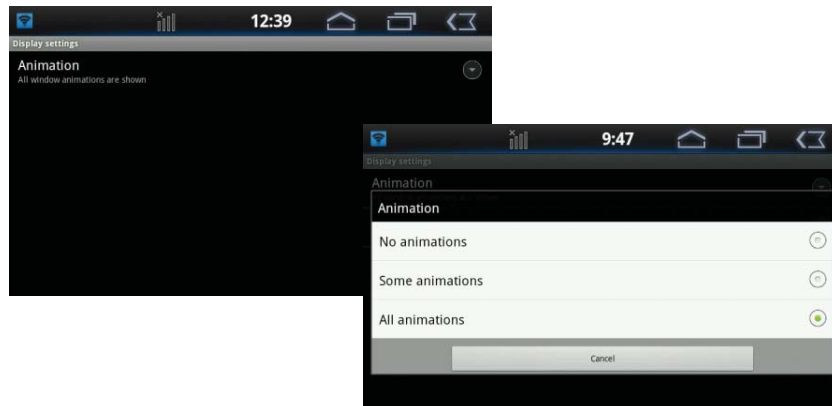 12:39
Display settings
Animation
All window animations are shown
9:47
Display settings
Animation
Animation
No animations
Some animations
All animations
Cancel